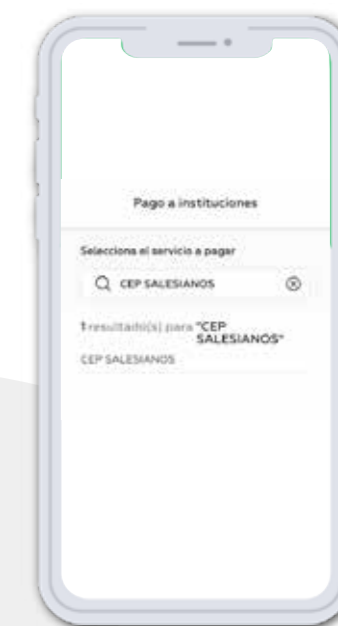 Pago a instituciones
Selecciona el servicio a pagar
CEP SALESIANOS
1 resultado(s) para "CEP
SALESIANOS"
CEP SALESIANOS